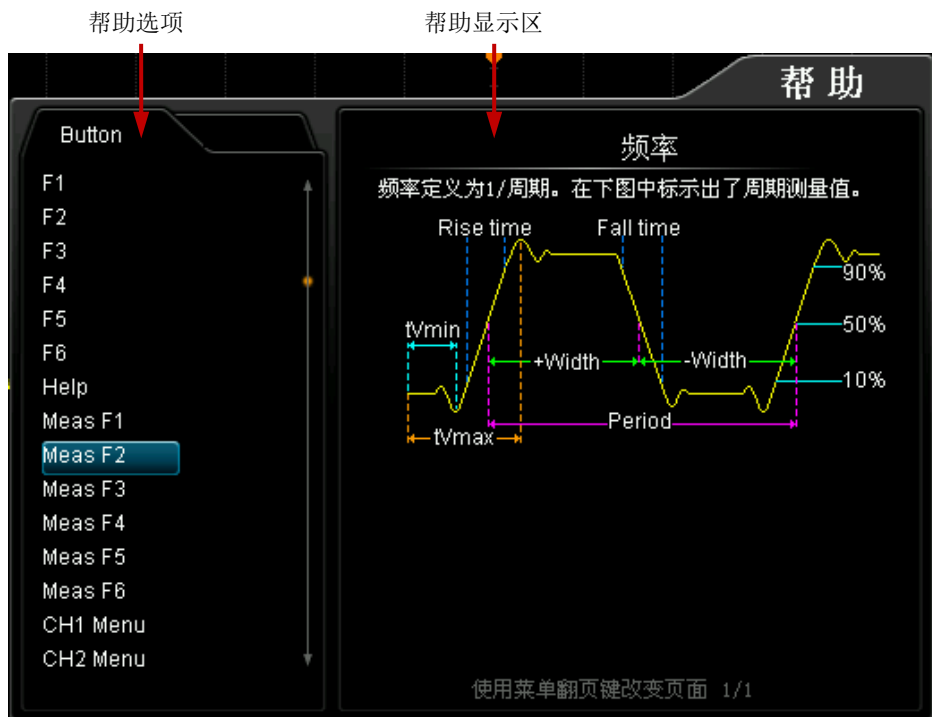 帮助选项
帮助显示区
帮 助
Button
F1
F2
F3
F4
F5
F6
Help
Meas F1
Meas F2
Meas F3
Meas F4
Meas F5
Meas F6
CH1 Menu
CH2 Menu
频率
频率定义为1/周期。在下图中标示出了周期测量值。
Rise time
Fall time
90%
tVmin
50%
+Width
-Width
10%
Period
tVmax
使用菜单翻页键改变页面 1/1